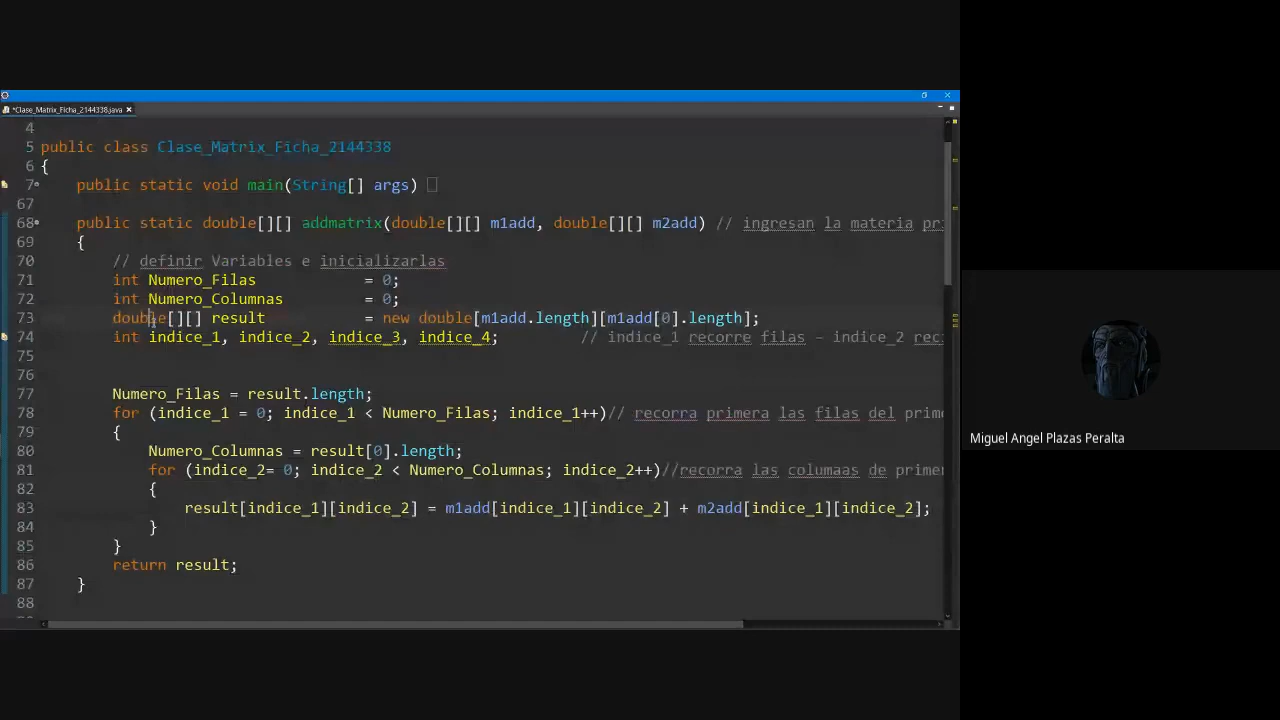 *Clase_Matrix_Ficha_2144338.java
4
5 public class Clase_Matrix_Ficha_2144338
6 {
7 public static void main(String[] args)
67
68 public static double[][] addmatrix(double[][] m1add, double[][] m2add) // ingresan la materia pri
69 {
70 // definir Variables e inicializarlas
71 int Numero_Filas = 0;
72 int Numero_Columnas = 0;
73 double[][] result = new double[m1add.length][m1add[0].length];
74 int indice_1, indice_2, indice_3, indice_4; // indice_1 recorre filas - indice_2 rec
75
76
77 Numero_Filas = result.length;
78 for (indice_1 = 0; indice_1 < Numero_Filas; indice_1++)// recorra primera las filas del prime
79 {
80 Numero_Columnas = result[0].length;
81 for (indice_2= 0; indice_2 < Numero_Columnas; indice_2++)//recorra las columaas de primer
82 {
83 result[indice_1][indice_2] = m1add[indice_1][indice_2] + m2add[indice_1][indice_2];
84 }
85 }
86 return result;
87 }
88
Miguel Angel Plazas Peralta